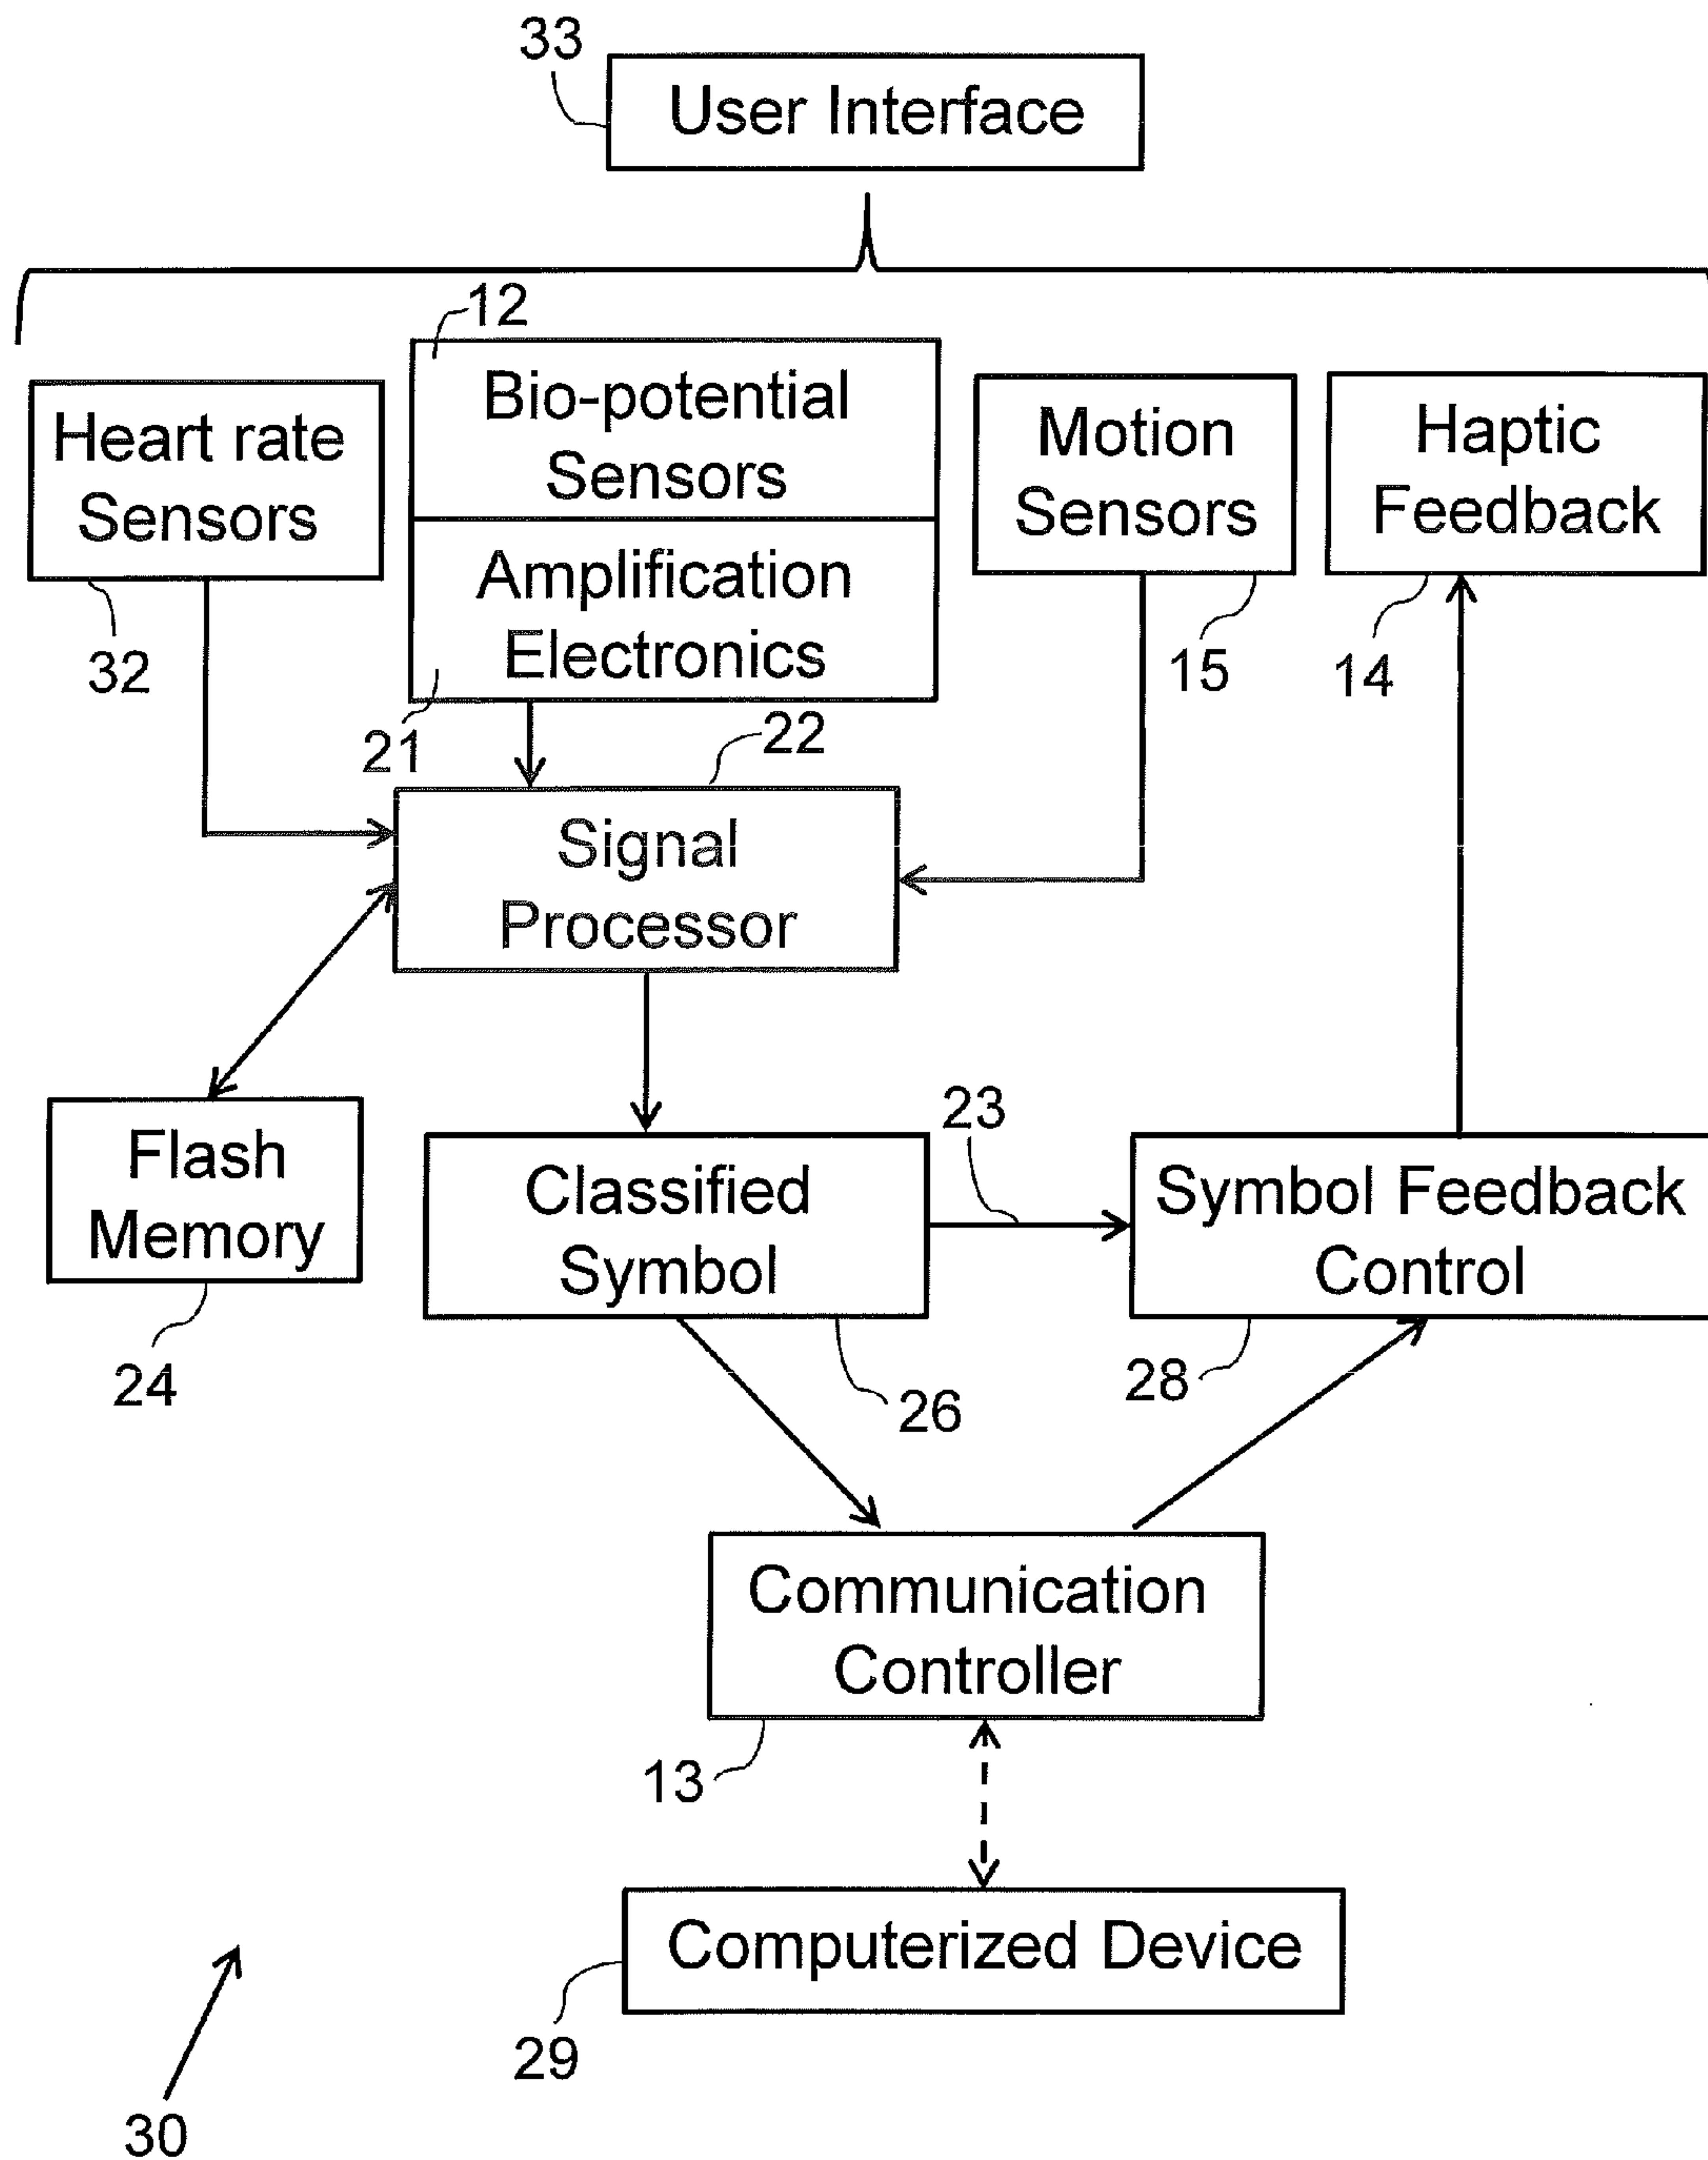 33
User Interface
12
Bio-potential
Sensors
Heart rate
Sensors
Motion
Sensors
Haptic
Feedback
Amplification
Electronics
32
15
14
21
22
Signal
Processor
23
Flash
Memory
Classified
Symbol
Symbol Feedback
Control
24
26
28
Communication
Controller
13
Computerized Device
29
30